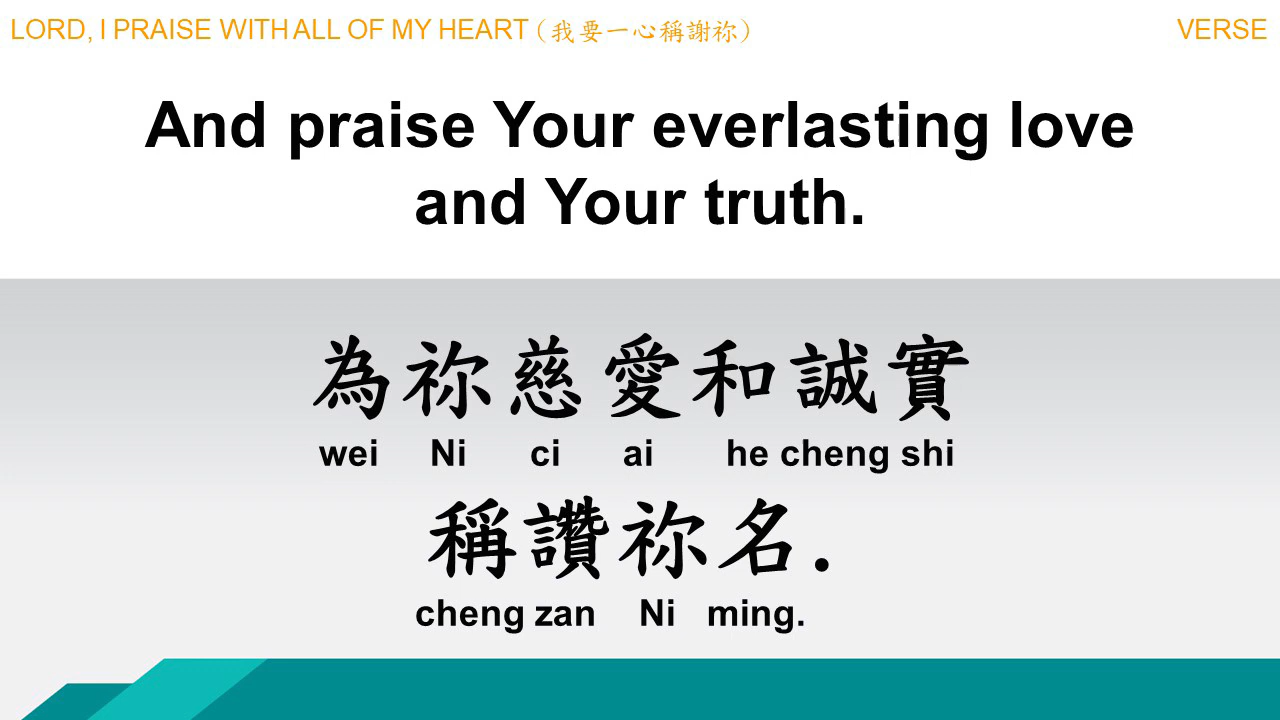 LORD, I PRAISE WITH ALL OF MY HEART (我要一心稱謝祢)
VERSE
And praise Your everlasting love
and Your truth.
為祢慈愛和誠實
wei Ni ci ai he cheng shi
稱讚祢名.
cheng zan Ni ming.